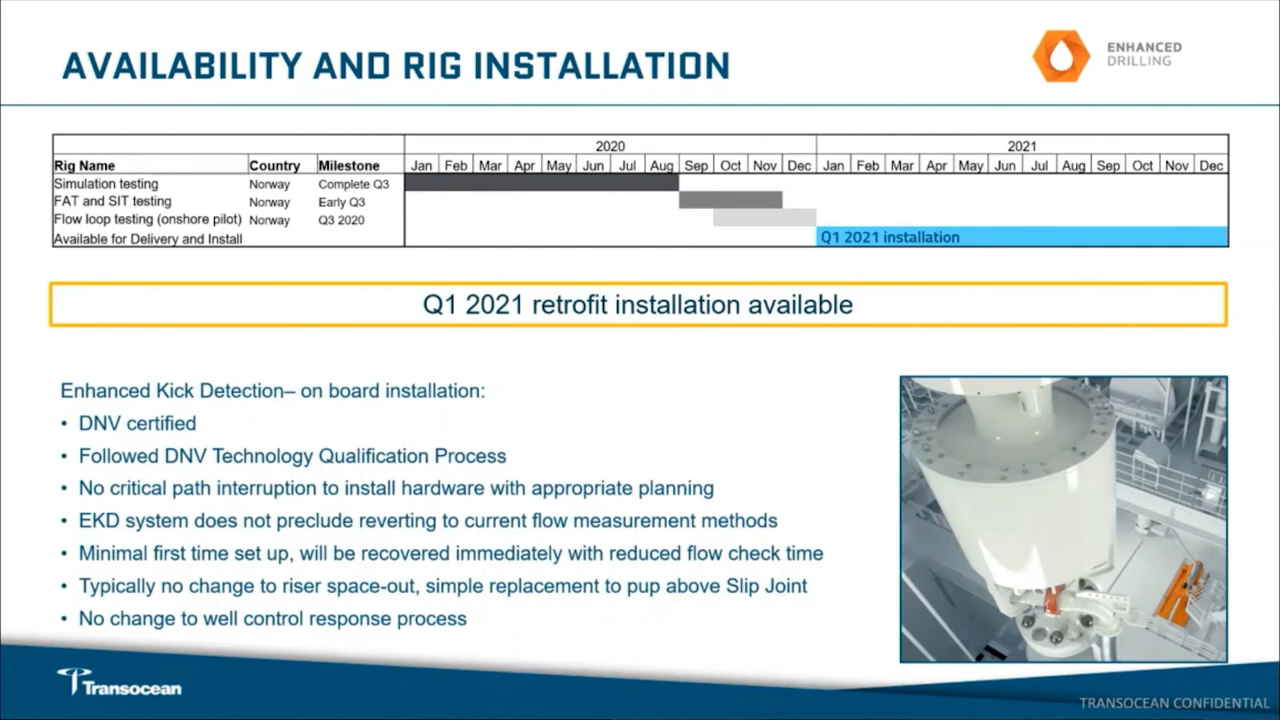 AVAILABILITY AND RIG INSTALLATION
ENHANCED
DRILLING
2020 2021
Rig Name Country Milestone Jan Feb Mar Apr May Jun Jul Aug Sep Oct Nov Dec Jan Feb Mar Apr May Jun Jul Aug Sep Oct Nov Dec
Simulation testing Norway Complete Q3
FAT and SIT testing Norway Early Q3
Flow loop testing (onshore pilot) Norway Q3 2020
Available for Delivery and Install Q1 2021 installation
Q1 2021 retrofit installation available
Enhanced Kick Detection– on board installation:
• DNV certified
• Followed DNV Technology Qualification Process
• No critical path interruption to install hardware with appropriate planning
• EKD system does not preclude reverting to current flow measurement methods
• Minimal first time set up, will be recovered immediately with reduced flow check time
• Typically no change to riser space-out, simple replacement to pup above Slip Joint
• No change to well control response process
Transocean
TRANSOCEAN CONFIDENTIAL